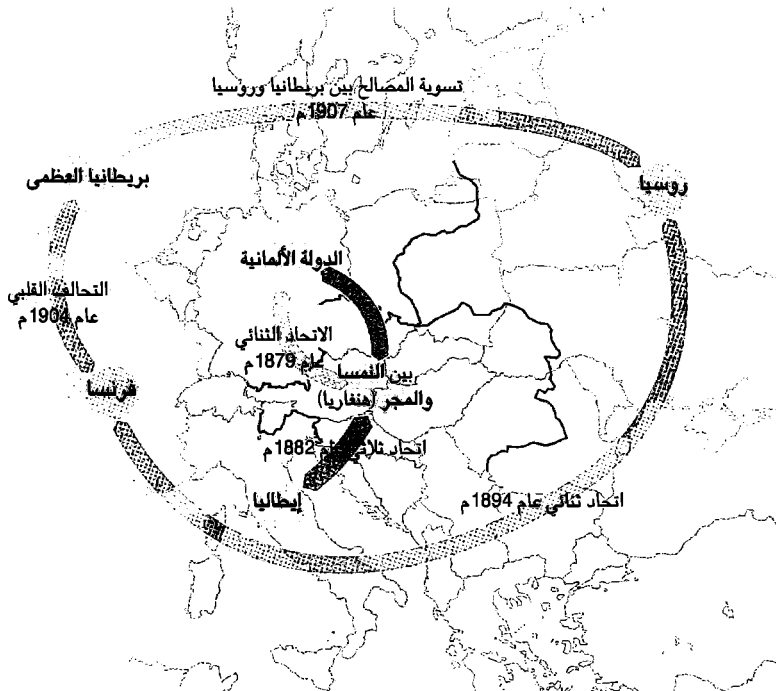 تسوية المصالح بين بريطانيا وروسيا
عام 1907م
بريطانيا العظمى
روسيا
الدولة الألمانية
التحالف القلبي
عام 1904م
الاتحاد الثنائي
عام 1879م
بين النمسا
والمجر (هنغاريا)
فرنسا
اتحاد ثلاثي عام 1882م
إيطاليا
اتحاد ثنائي عام 1894م